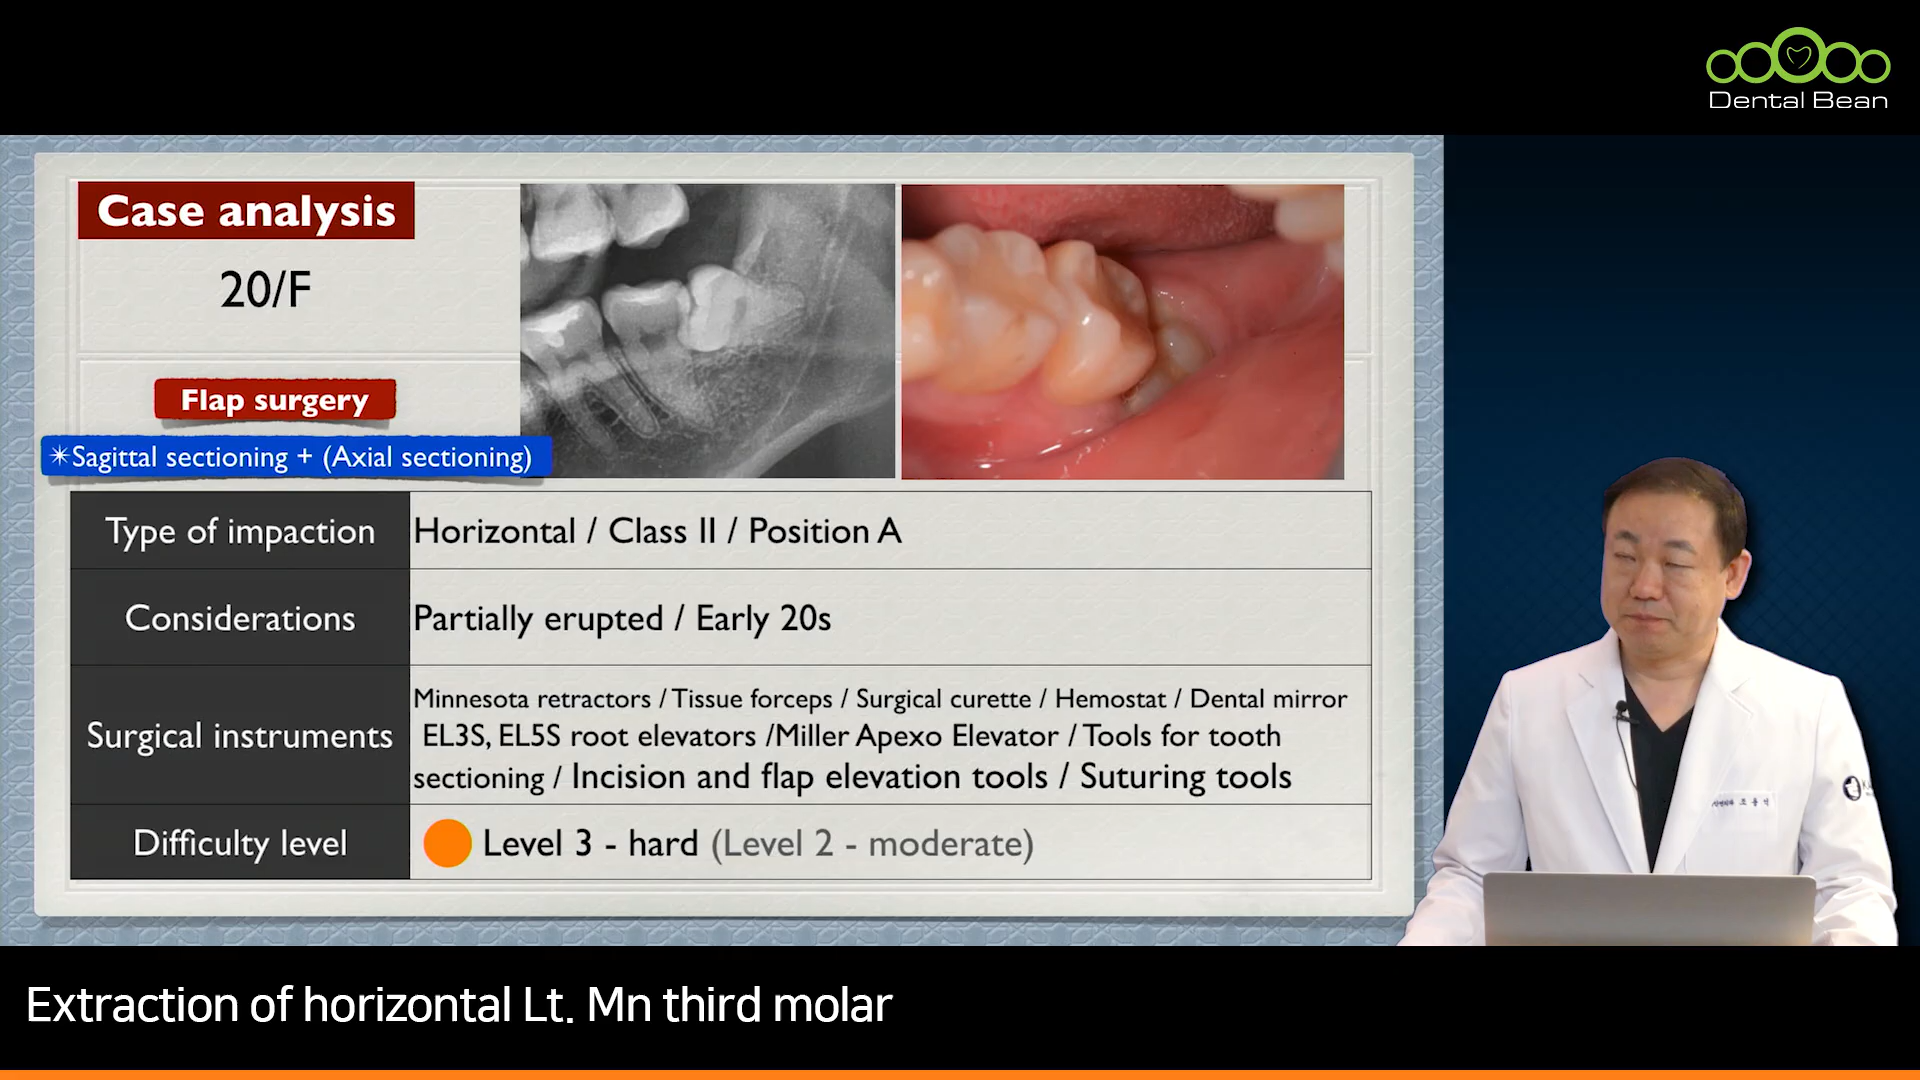 Dental Bean
Case analysis
20/F
Flap surgery
✳Sagittal sectioning + (Axial sectioning)
Type of impaction
Horizontal / Class II / Position A
Considerations
Partially erupted / Early 20s
Surgical instruments
Minnesota retractors / Tissue forceps / Surgical curette / Hemostat / Dental mirror
EL3S, EL5S root elevators /Miller Apexo Elevator / Tools for tooth
sectioning / Incision and flap elevation tools / Suturing tools
Difficulty level
Level 3 - hard (Level 2 - moderate)
Extraction of horizontal Lt. Mn third molar